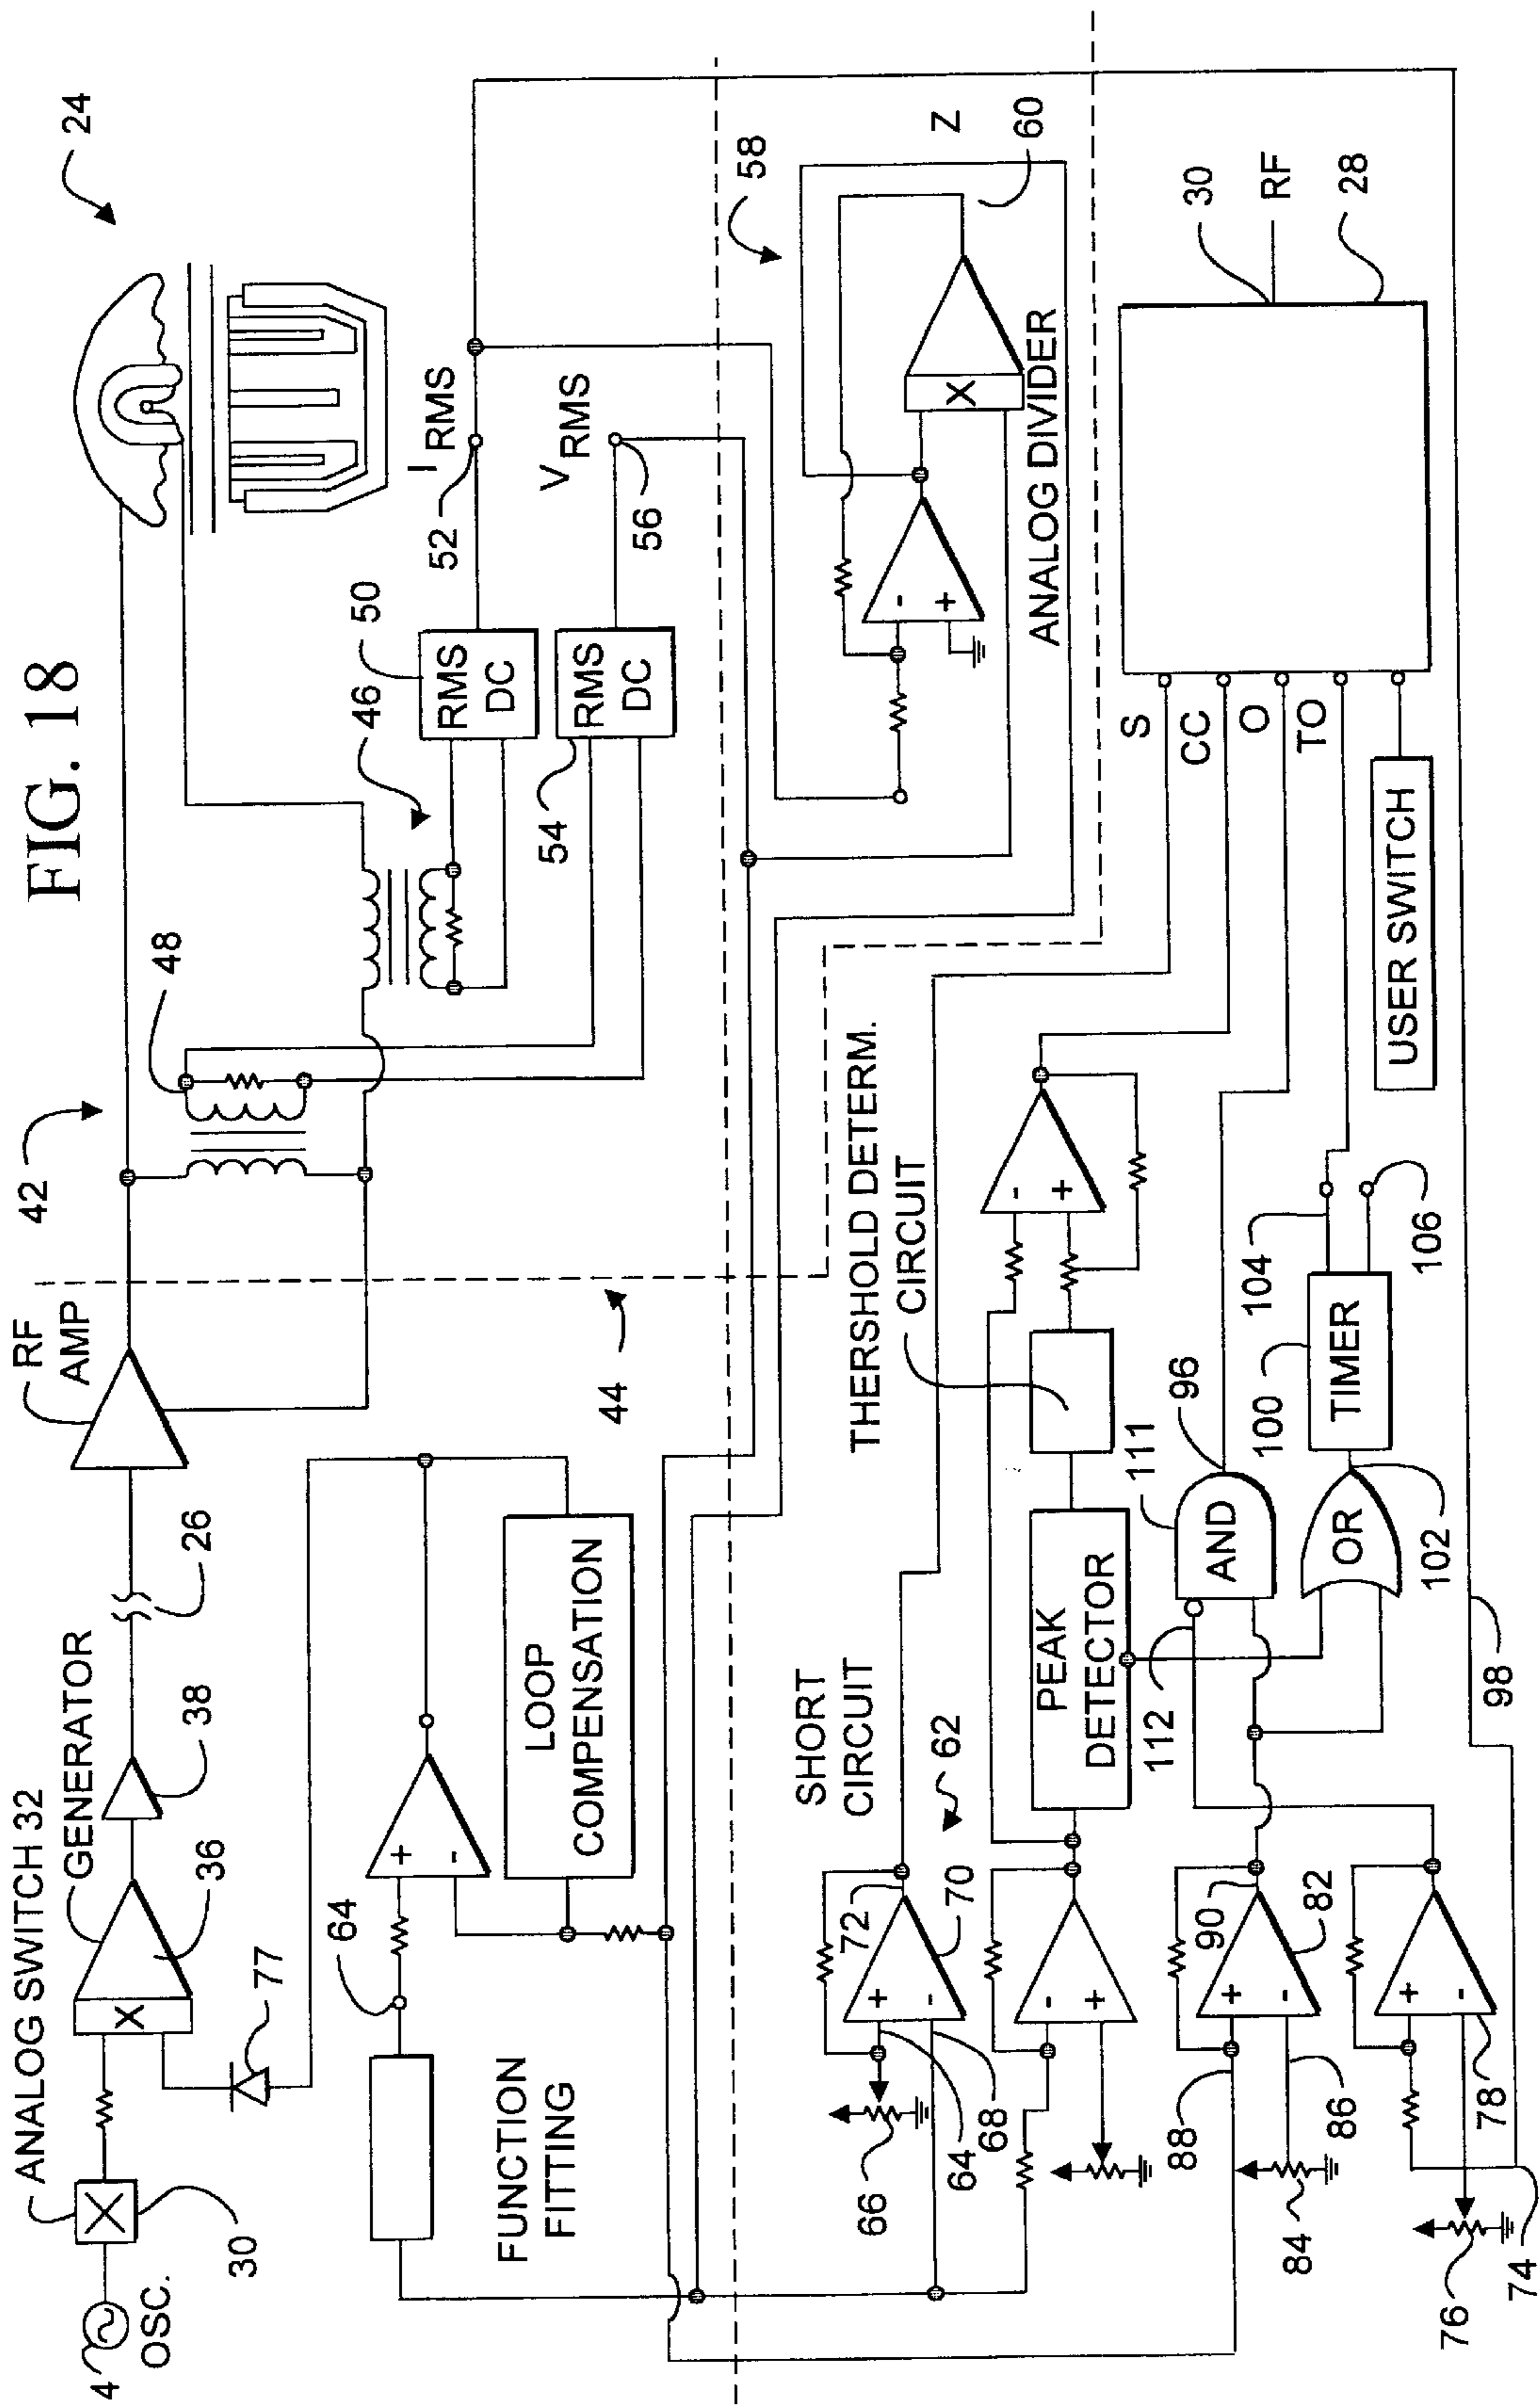 FIG. 18
24
42
48
RF
AMP
GENERATOR
ANALOG SWITCH 32
26
38
36
X
77
30
4
OSC.
46
50
RMS
DC
54
RMS
DC
52
I RMS
V RMS
56
44
64
+
-
LOOP
COMPENSATION
FUNCTION
FITTING
58
Z
60
X
-
+
ANALOG DIVIDER
THERSHOLD DETERM.
CIRCUIT
-
+
SHORT
CIRCUIT
62
72
70
+
-
66
64
68
-
+
PEAK
DETECTOR
112
111
AND
96
OR
102
100
TIMER
104
106
98
90
82
+
-
88
86
84
+
-
78
76
74
S
CC
O
TO
30
RF
28
USER SWITCH